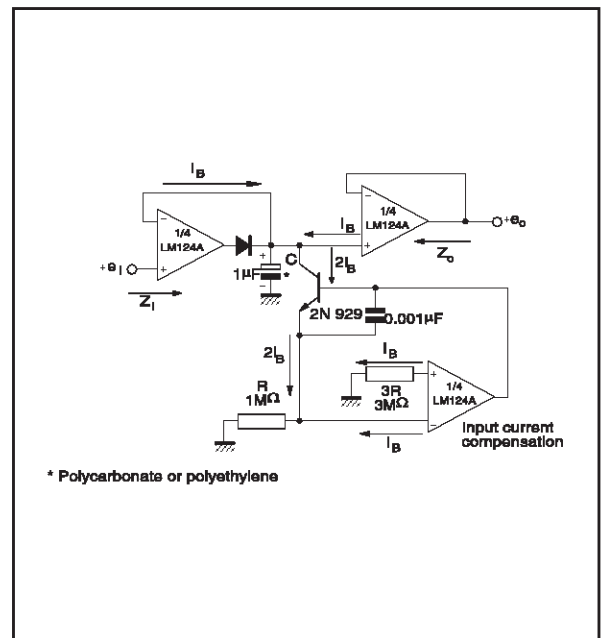 I_B
1/4
LM124A
+e_I
Z_I
1µF
+
*
C
I_B
2I_B
1/4
LM124A
+e_o
Z_o
2N 929
0.001µF
2I_B
R
1MΩ
I_B
3R
3MΩ
1/4
LM124A
I_B
Input current
compensation
* Polycarbonate or polyethylene